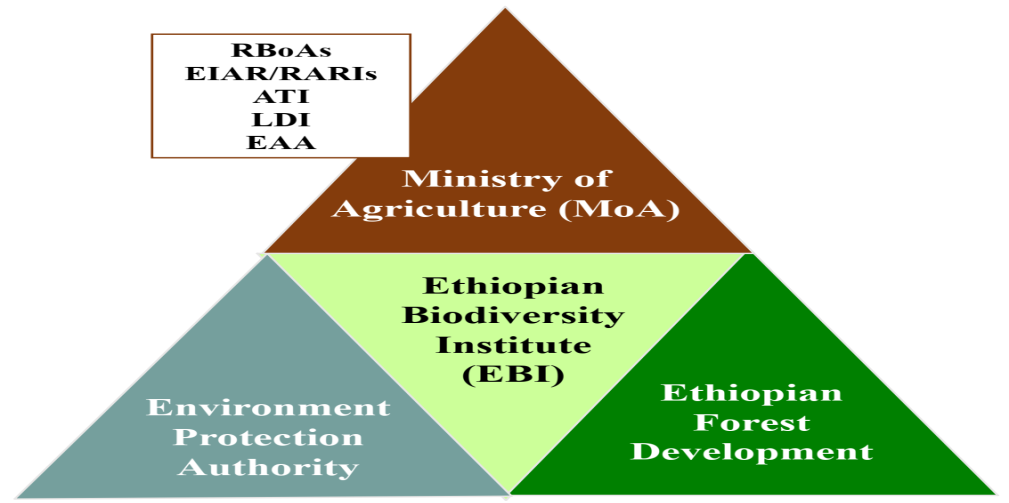 RBoAs
EIAR/RARIs
ATI
LDI
EAA
Ministry of
Agriculture (MoA)
Ethiopian
Biodiversity
Institute
(EBI)
Environment
Protection
Authority
Ethiopian
Forest
Development